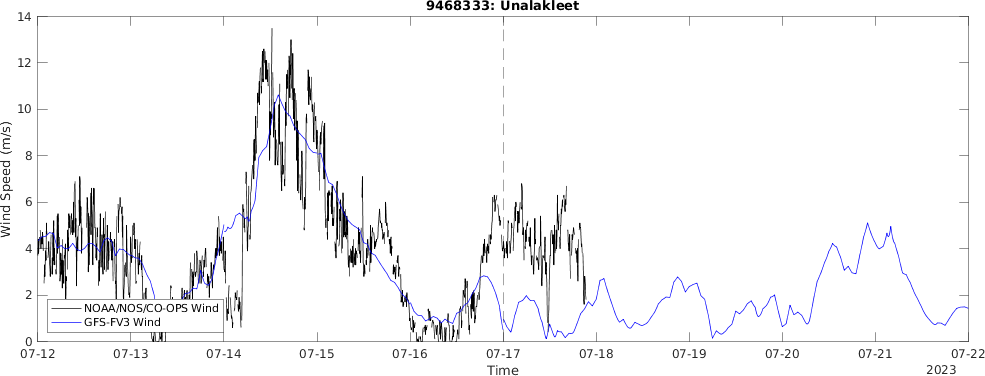 9468333: Unalakleet
14
12
10
8
6
4
2
0
Wind Speed (m/s)
NOAA/NOS/CO-OPS Wind
GFS-FV3 Wind
07-12 07-13 07-14 07-15 07-16 07-17 07-18 07-19 07-20 07-21 07-22
Time
2023